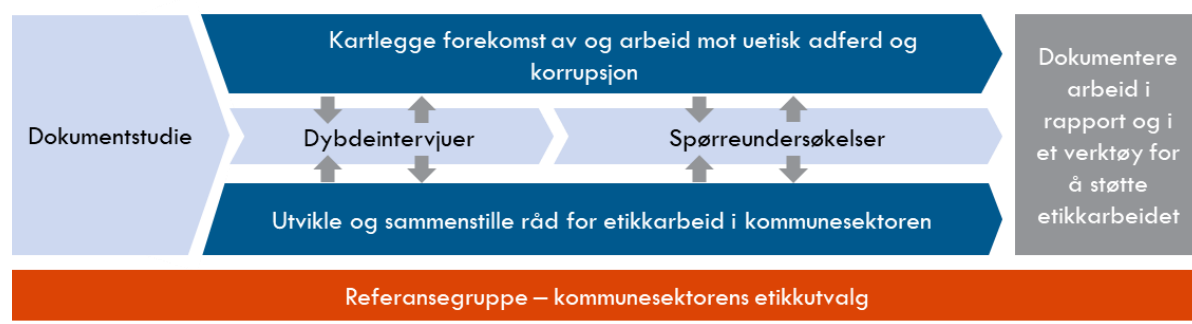 Dokumentstudie
Kartlegge forekomst av og arbeid mot uetisk adferd og
korrupsjon
Dybdeintervjuer
Spørreundersøkelser
Utvikle og sammenstille råd for etikkarbeid i kommunesektoren
Dokumentere
arbeid i
rapport og i
et verktøy for
å støtte
etikkarbeidet
Referansegruppe – kommunesektorens etikkutvalg